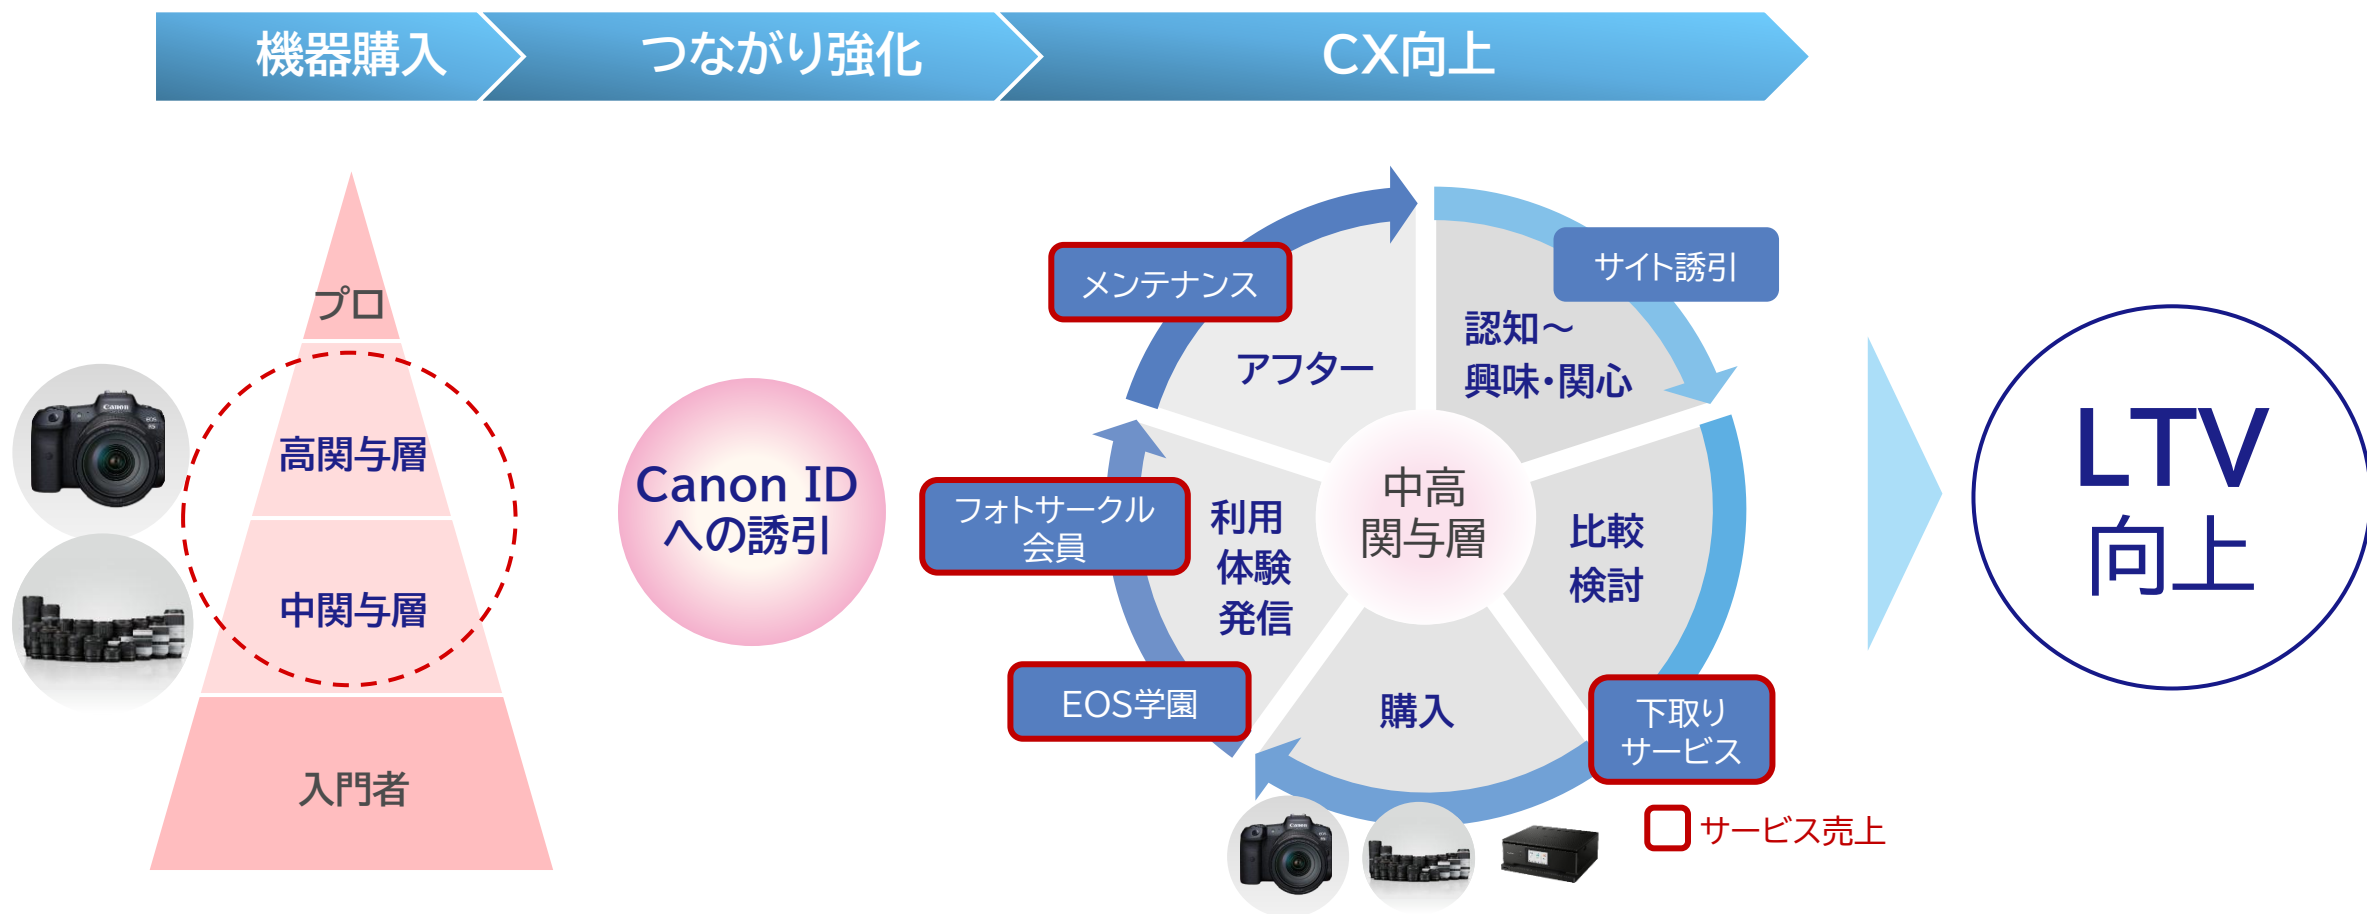 機器購入
つながり強化
CX向上
プロ
高関与層
中関与層
入門者
Canon ID
への誘引
メンテナンス
サイト誘引
アフター
認知～
興味・関心
中高
関与層
フォトサークル
会員
利用
体験
発信
比較
検討
EOS学園
購入
下取り
サービス
サービス売上
LTV
向上
Canon
EOS
R5
Canon